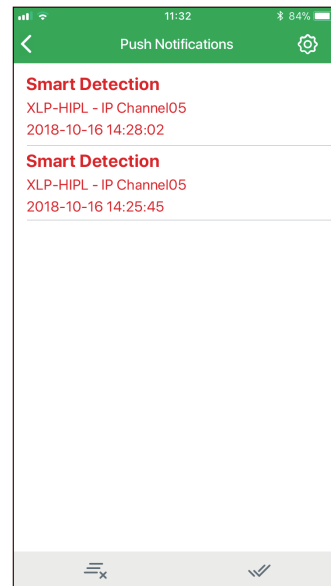 11:32
84%
Push Notifications
Smart Detection
XLP-HIPL - IP Channel05
2018-10-16 14:28:02
Smart Detection
XLP-HIPL - IP Channel05
2018-10-16 14:25:45